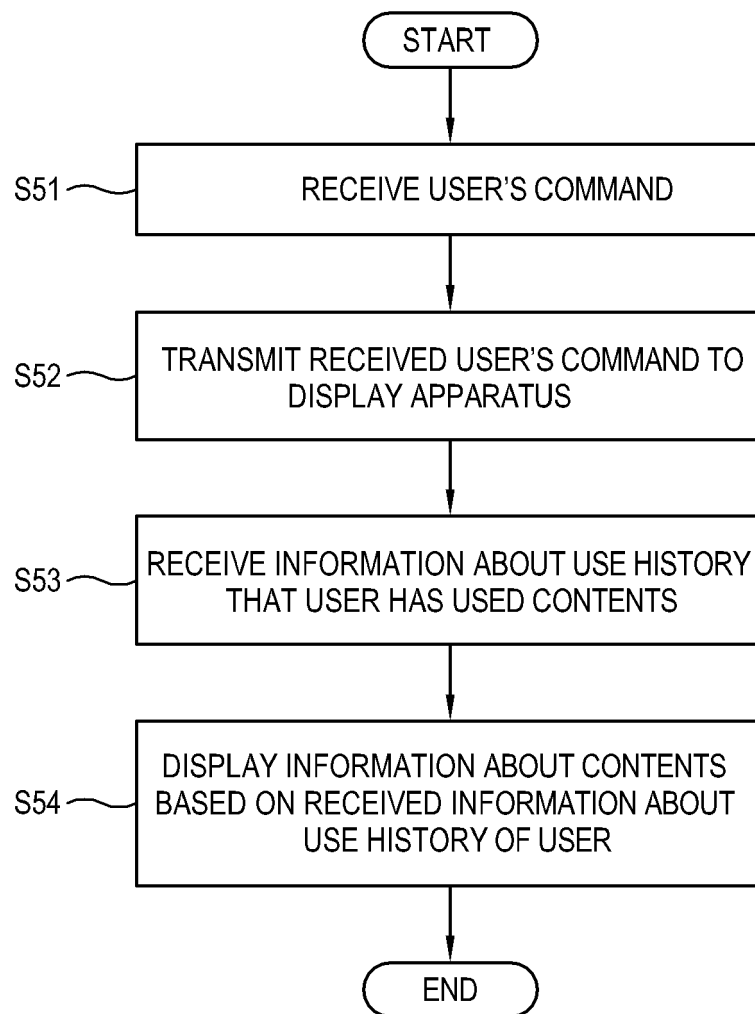 START
S51
RECEIVE USER'S COMMAND
S52
TRANSMIT RECEIVED USER'S COMMAND TO
DISPLAY APPARATUS
S53
RECEIVE INFORMATION ABOUT USE HISTORY
THAT USER HAS USED CONTENTS
S54
DISPLAY INFORMATION ABOUT CONTENTS
BASED ON RECEIVED INFORMATION ABOUT
USE HISTORY OF USER
END